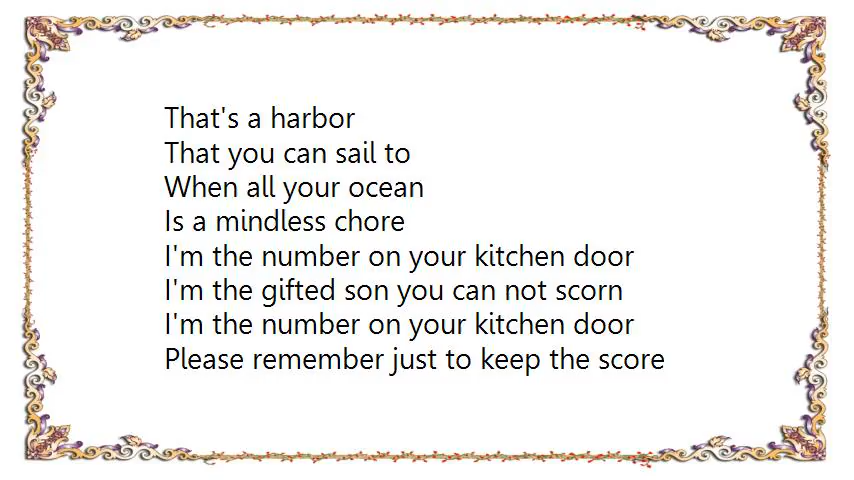 That's a harbor
That you can sail to
When all your ocean
Is a mindless chore
I'm the number on your kitchen door
I'm the gifted son you can not scorn
I'm the number on your kitchen door
Please remember just to keep the score